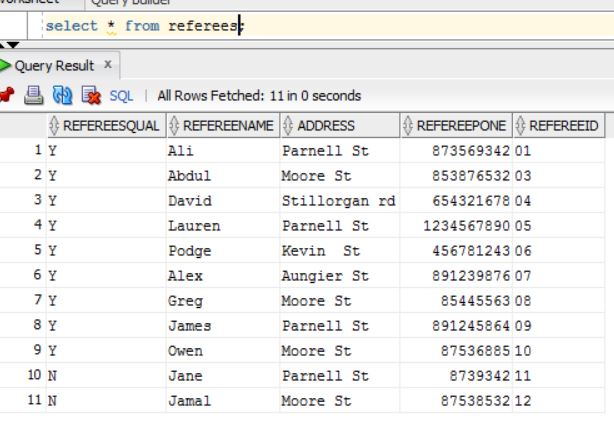 Query Builder
select * from referees;
Query Result x
SQL | All Rows Fetched: 11 in 0 seconds
REFEREESQUAL REFEREENAME ADDRESS REFEREEPONE REFEREEID
1 Y Ali Parnell St 873569342 01
2 Y Abdul Moore St 853876532 03
3 Y David Stillorgan rd 654321678 04
4 Y Lauren Parnell St 1234567890 05
5 Y Podge Kevin  St 456781243 06
6 Y Alex Aungier St 891239876 07
7 Y Greg Moore St 85445563 08
8 Y James Parnell St 891245864 09
9 Y Owen Moore St 87536885 10
10 N Jane Parnell St 8739342 11
11 N Jamal Moore St 87538532 12